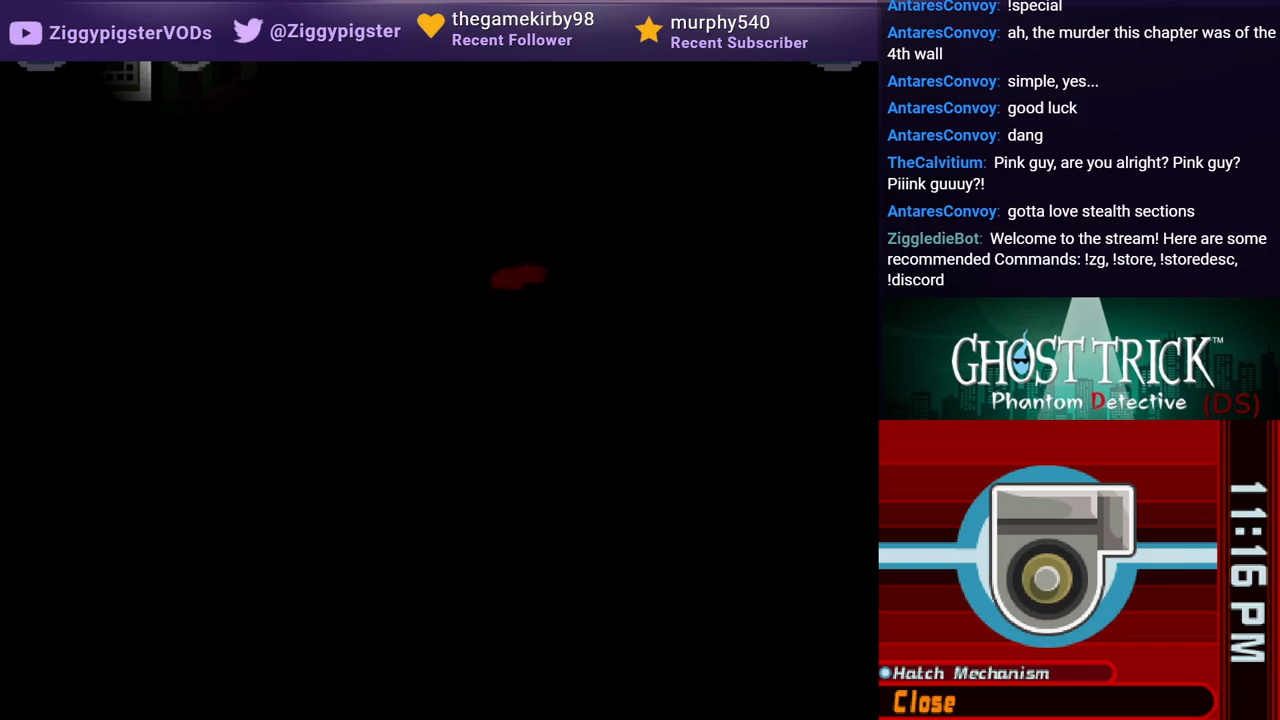 ZiggypigsterVODs
@Ziggypigster
thegamekirby98
Recent Follower
murphy540
Recent Subscriber
AntaresConvoy: !special
AntaresConvoy: ah, the murder this chapter was of the
4th wall
AntaresConvoy: simple, yes...
AntaresConvoy: good luck
AntaresConvoy: dang
TheCalvitium: Pink guy, are you alright? Pink guy?
Piiink guuuy?!
AntaresConvoy: gotta love stealth sections
ZiggledieBot: Welcome to the stream! Here are some
recommended Commands: !zg, !store, !storedesc,
!discord
GHOST TRICK™
Phantom Detective (DS)
11:16 PM
Hatch Mechanism
Close